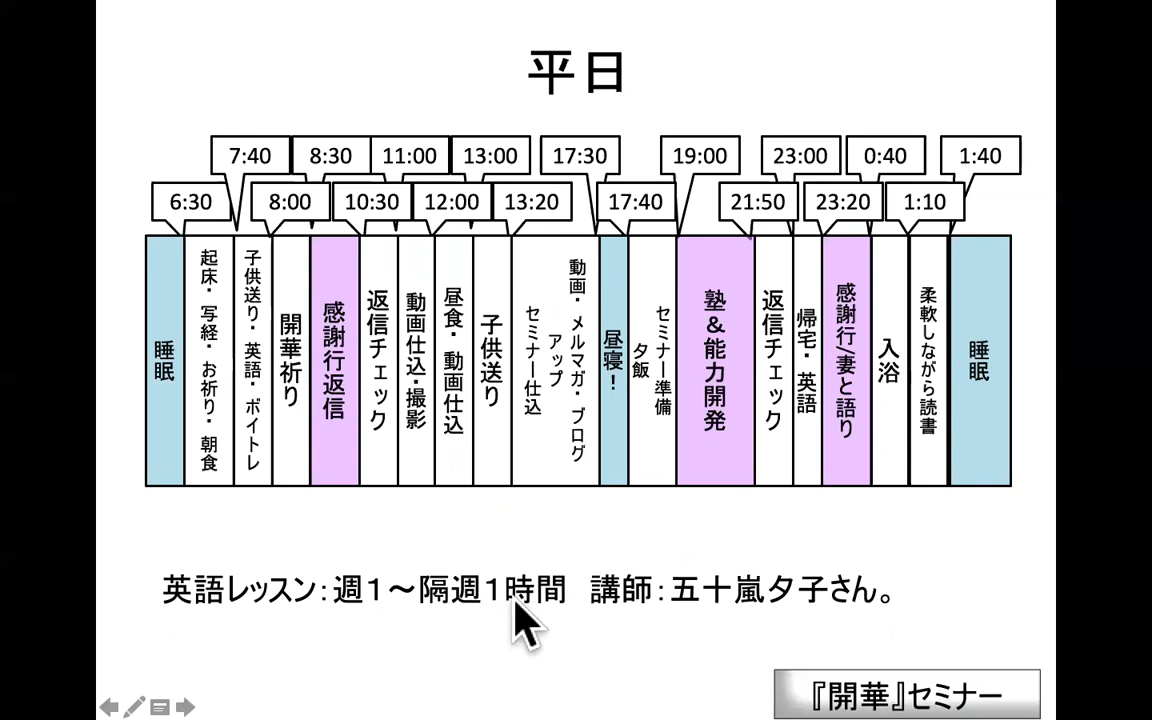 平日
7:40
8:30
11:00
13:00
17:30
19:00
23:00
0:40
1:40
6:30
8:00
10:30
12:00
13:20
17:40
21:50
23:20
1:10
睡眠
起床・写経・お祈り・朝食
子供送り・英語・ボイトレ
開華祈り
感謝行返信
返信チェック
動画仕込・撮影
昼食・動画仕込
子供送り
動画・メルマガ・ブログ
アップ
セミナー仕込
昼寝！
セミナー準備
夕飯
塾＆能力開発
返信チェック
帰宅・英語
感謝行/妻と語り
入浴
柔軟しながら読書
睡眠
英語レッスン：週１～隔週１時間　講師：五十嵐夕子さん。
『開華』セミナー